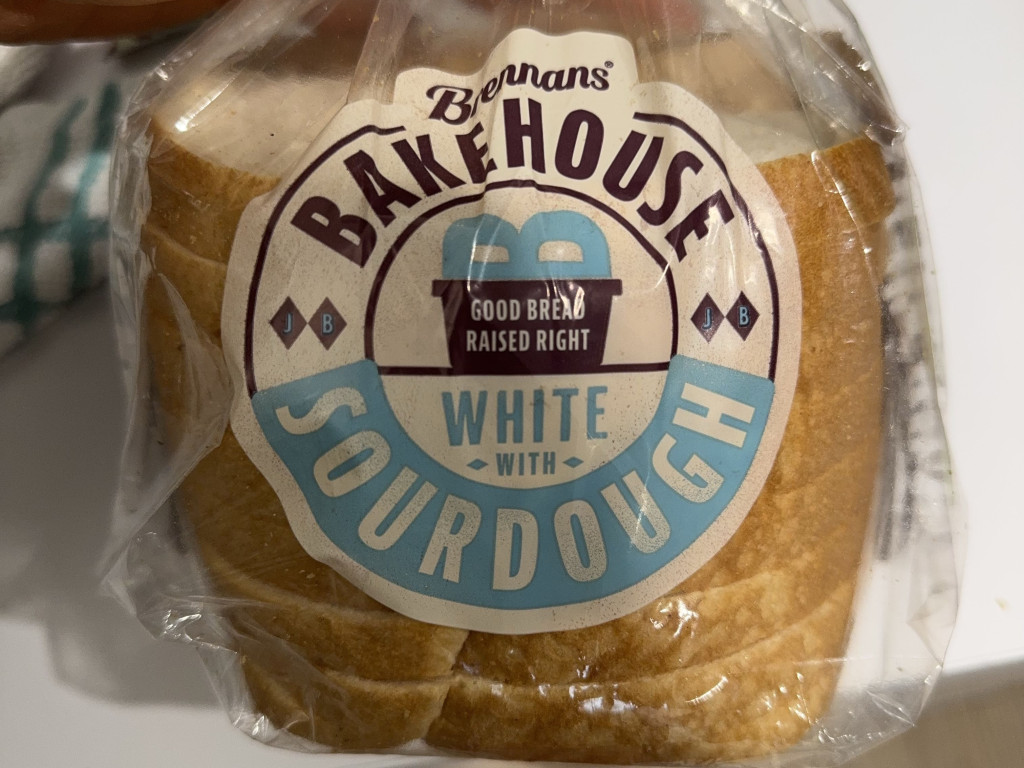 Brennans®
BAKEHOUSE
B
GOOD BREAD
RAISED RIGHT
J B
J B
WHITE
WITH
SOURDOUGH